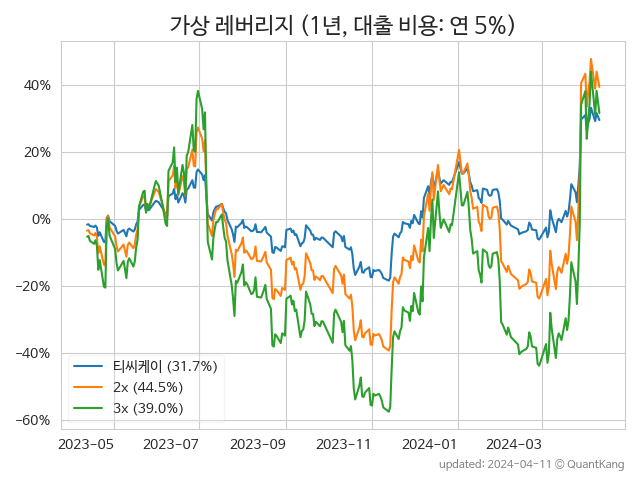 가상 레버리지 (1년, 대출 비용: 연 5%)
40%
20%
0%
−20%
−40%
−60%
티씨케이 (31.7%)
2x (44.5%)
3x (39.0%)
2023-05 2023-07 2023-09 2023-11 2024-01 2024-03
updated: 2024-04-11 © QuantKang